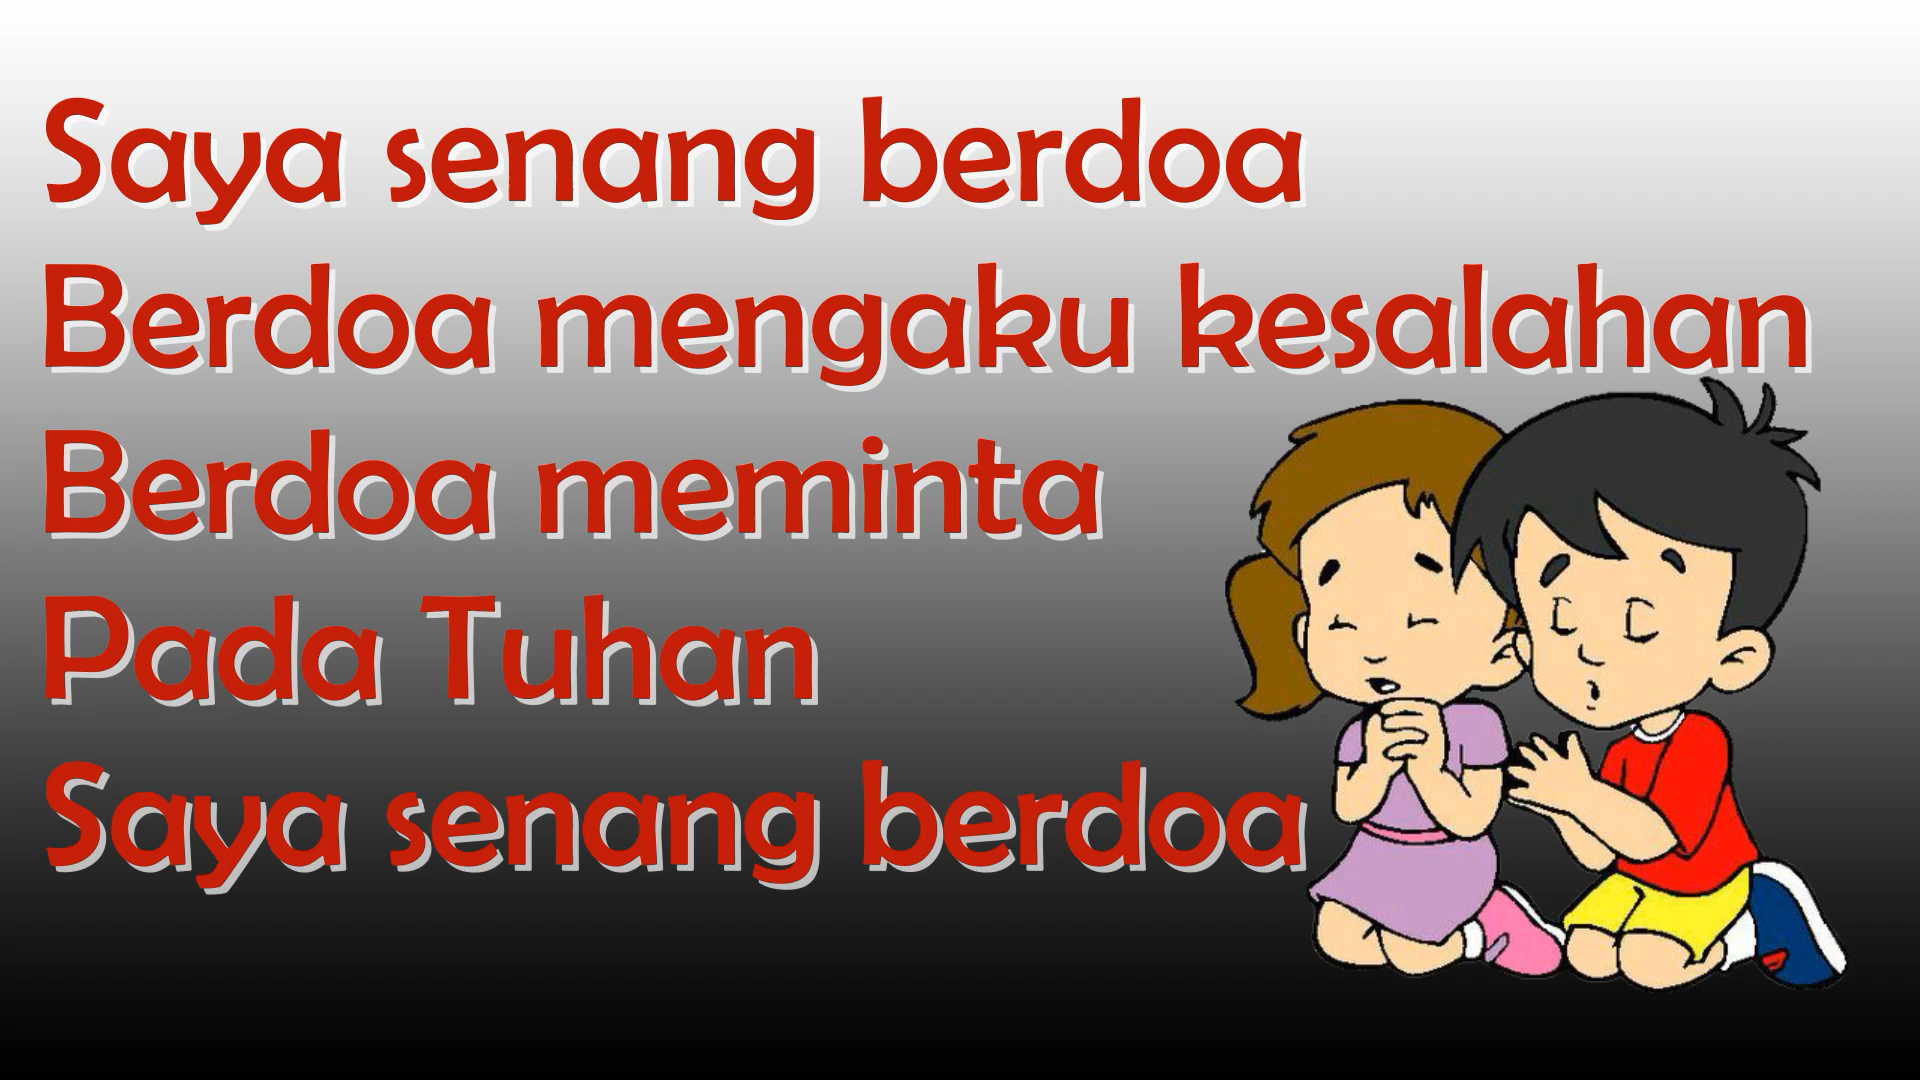 Saya senang berdoa
Berdoa mengaku kesalahan
Berdoa meminta
Pada Tuhan
Saya senang berdoa